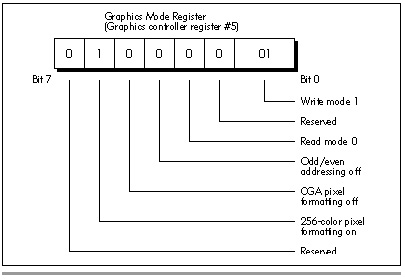 Graphics Mode Register
(Graphics controller register #5)
0 1 0 0 0 0 01
Bit 7 Bit 0
Write mode 1
Reserved
Read mode 0
Odd/even
addressing off
CGA pixel
formatting off
256-color pixel
formatting on
Reserved